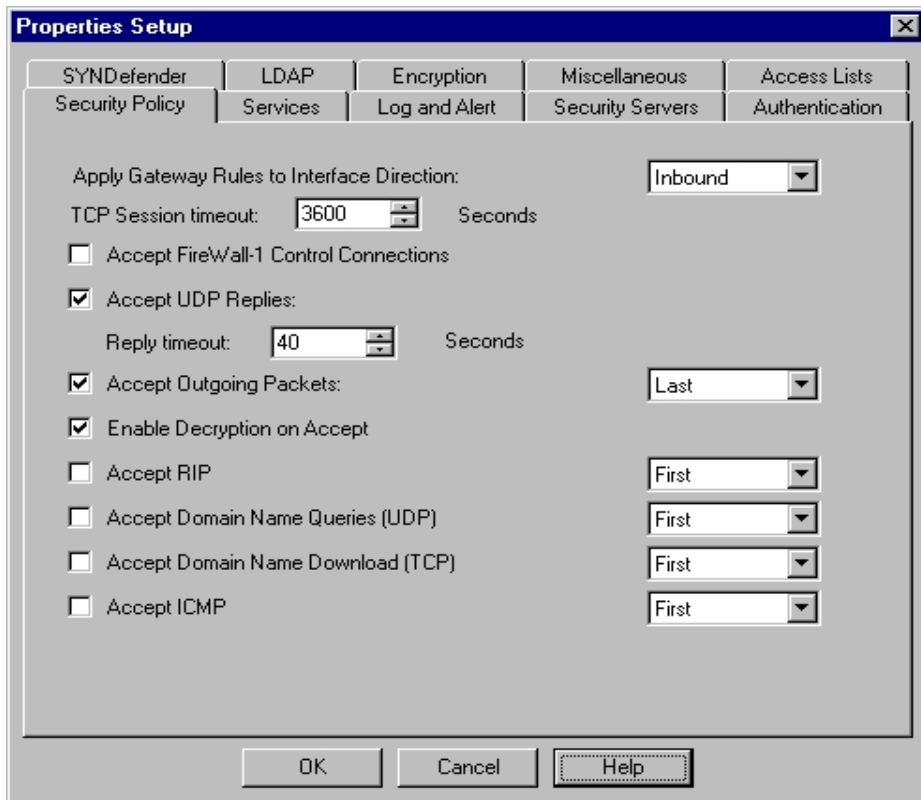 Properties Setup
SYNDefender LDAP Encryption Miscellaneous Access Lists
Security Policy Services Log and Alert Security Servers Authentication
Apply Gateway Rules to Interface Direction: Inbound
TCP Session timeout: 3600 Seconds
Accept FireWall-1 Control Connections
Accept UDP Replies:
Reply timeout: 40 Seconds
Accept Outgoing Packets: Last
Enable Decryption on Accept
Accept RIP First
Accept Domain Name Queries (UDP) First
Accept Domain Name Download (TCP) First
Accept ICMP First
OK Cancel Help